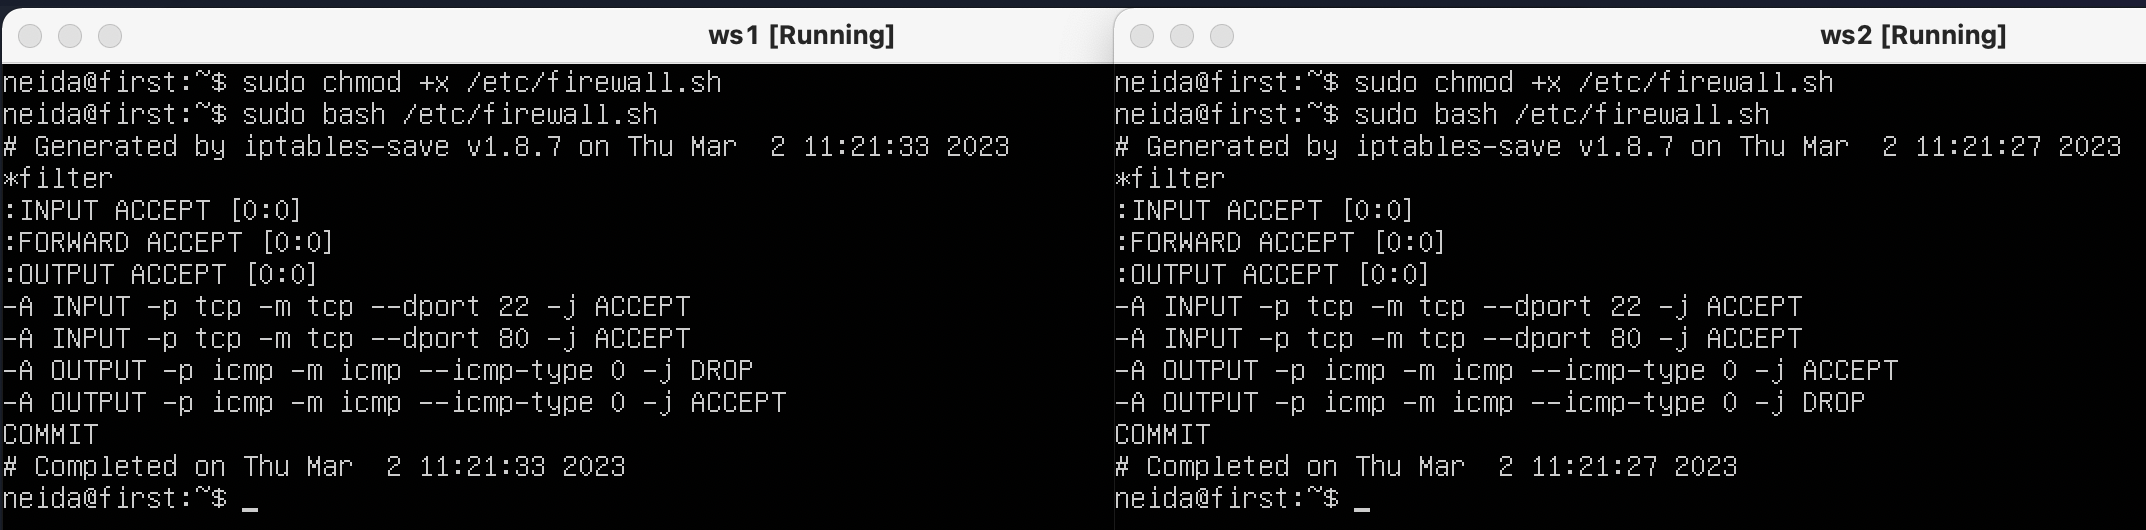 ws1 [Running]
neida@first:~$ sudo chmod +x /etc/firewall.sh
neida@first:~$ sudo bash /etc/firewall.sh
# Generated by iptables-save v1.8.7 on Thu Mar  2 11:21:33 2023
*filter
:INPUT ACCEPT [0:0]
:FORWARD ACCEPT [0:0]
:OUTPUT ACCEPT [0:0]
-A INPUT -p tcp -m tcp --dport 22 -j ACCEPT
-A INPUT -p tcp -m tcp --dport 80 -j ACCEPT
-A OUTPUT -p icmp -m icmp --icmp-type 0 -j DROP
-A OUTPUT -p icmp -m icmp --icmp-type 0 -j ACCEPT
COMMIT
# Completed on Thu Mar  2 11:21:33 2023
neida@first:~$ _
ws2 [Running]
neida@first:~$ sudo chmod +x /etc/firewall.sh
neida@first:~$ sudo bash /etc/firewall.sh
# Generated by iptables-save v1.8.7 on Thu Mar  2 11:21:27 2023
*filter
:INPUT ACCEPT [0:0]
:FORWARD ACCEPT [0:0]
:OUTPUT ACCEPT [0:0]
-A INPUT -p tcp -m tcp --dport 22 -j ACCEPT
-A INPUT -p tcp -m tcp --dport 80 -j ACCEPT
-A OUTPUT -p icmp -m icmp --icmp-type 0 -j ACCEPT
-A OUTPUT -p icmp -m icmp --icmp-type 0 -j DROP
COMMIT
# Completed on Thu Mar  2 11:21:27 2023
neida@first:~$ _